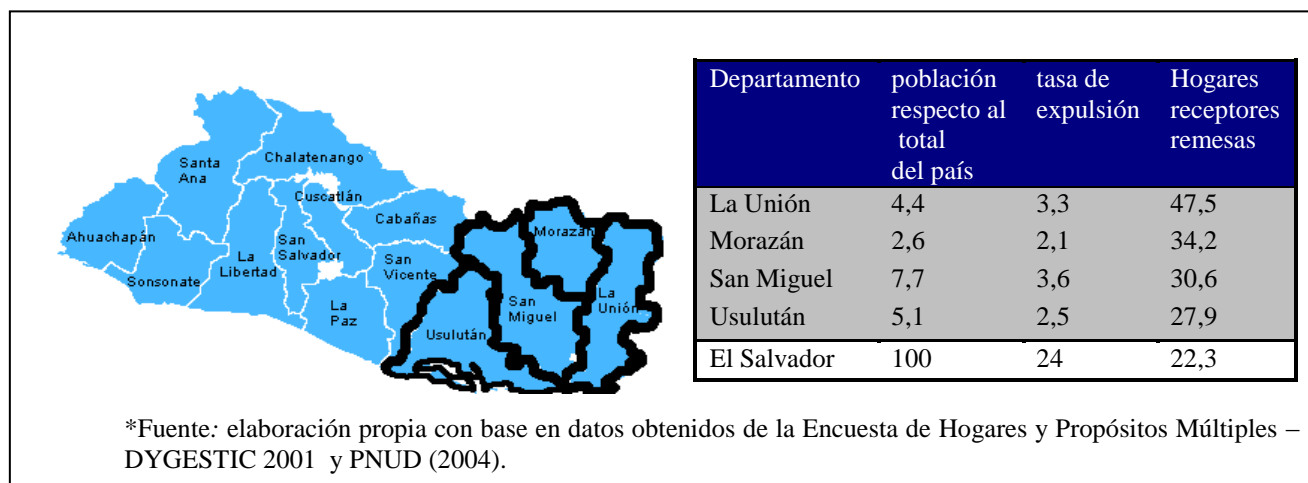 Santa
Ana
Chalatenango
Cuscatlán
Cabañas
Ahuachapán
La
Libertad
San
Salvador
San
Vicente
Sonsonate
La
Paz
Morazán
Usulután
San
Miguel
La
Unión
Departamento población respecto al total del país tasa de expulsión Hogares receptores remesas
La Unión 4,4 3,3 47,5
Morazán 2,6 2,1 34,2
San Miguel 7,7 3,6 30,6
Usulután 5,1 2,5 27,9
El Salvador 100 24 22,3
*Fuente: elaboración propia con base en datos obtenidos de la Encuesta de Hogares y Propósitos Múltiples –
DYGESTIC 2001 y PNUD (2004).